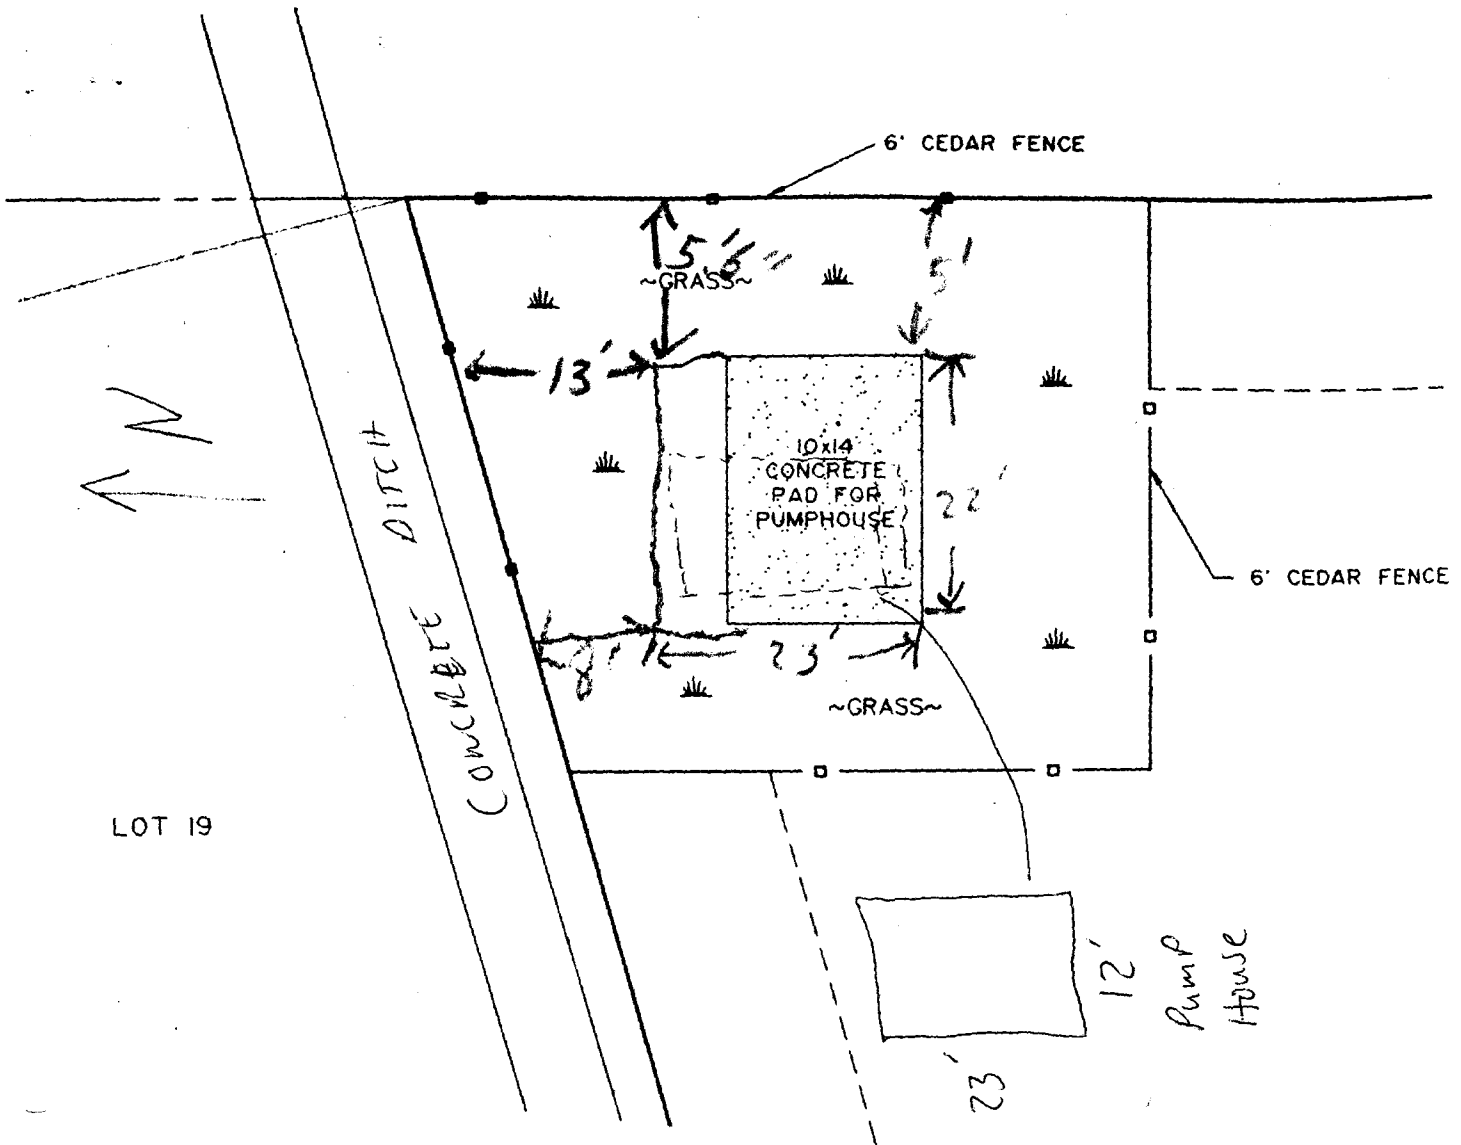 6' CEDAR FENCE
5'6"
5'
~GRASS~
13'
10x14
CONCRETE
PAD FOR
PUMPHOUSE
22'
6' CEDAR FENCE
CONCRETE DITCH
8'
23'
~GRASS~
LOT 19
12'
Pump
House
23'
N